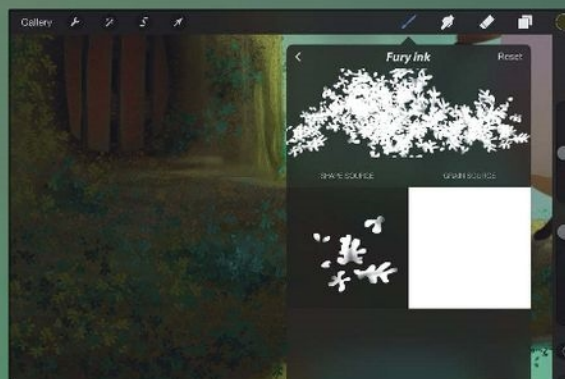 Gallery
Fury Ink
Reset
SHAPE SOURCE
GRAIN SOURCE